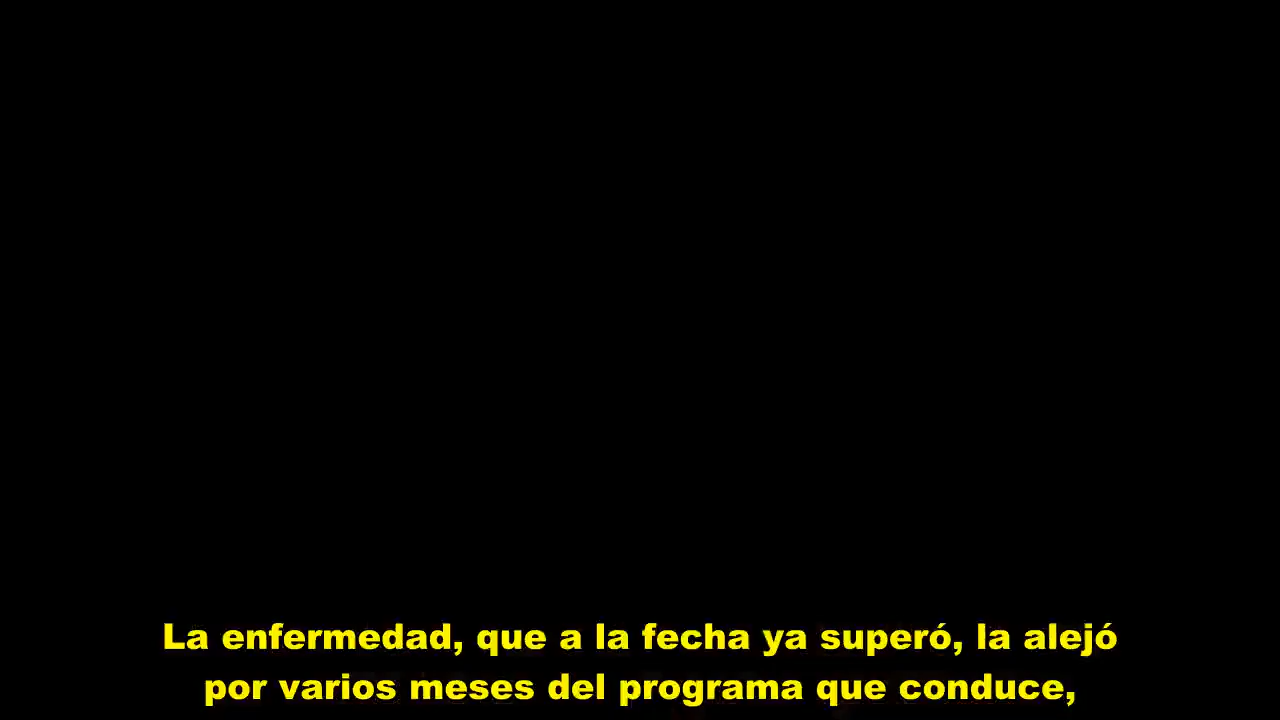 La enfermedad, que a la fecha ya superó, la alejó
por varios meses del programa que conduce,